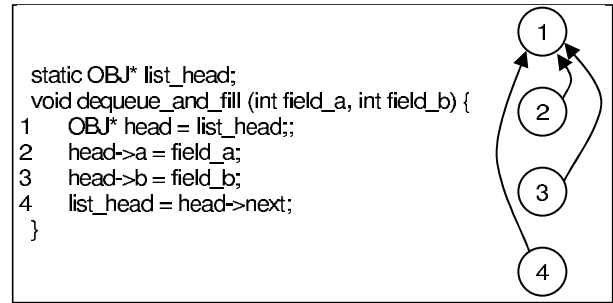 static OBJ* list_head;
void dequeue_and_fill (int field_a, int field_b) {
1 OBJ* head = list_head;;
2 head->a = field_a;
3 head->b = field_b;
4 list_head = head->next;
}
1
2
3
4